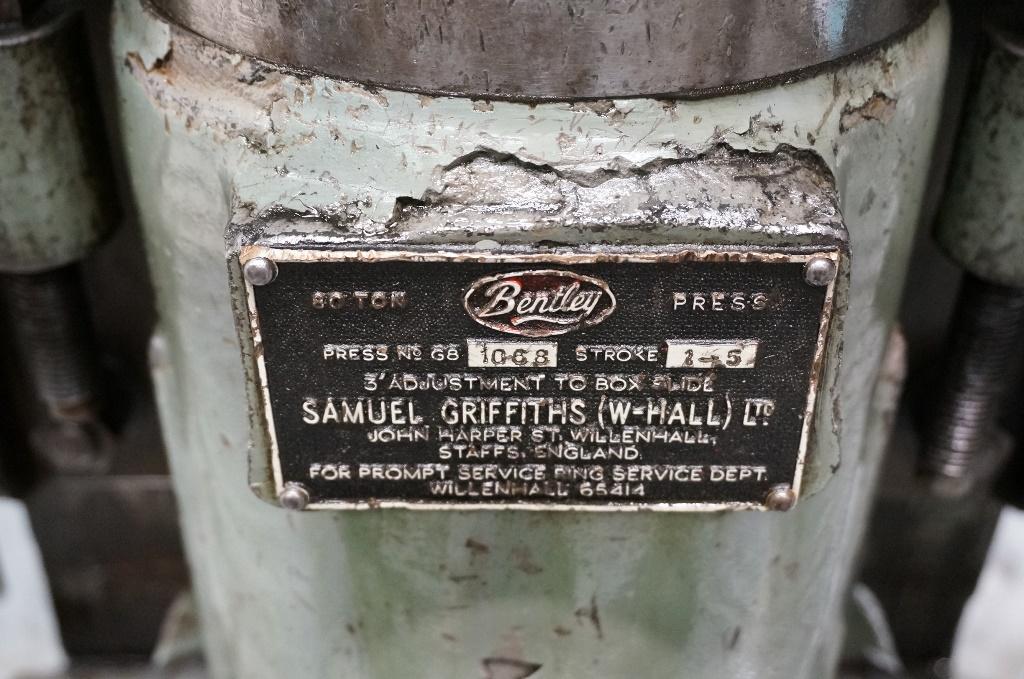 80 TON Bentley PRESS
PRESS Nº G8 1068 STROKE 1-5
3" ADJUSTMENT TO BOX SLIDE
SAMUEL GRIFFITHS (W-HALL) LTD
JOHN HARPER ST. WILLENHALL,
STAFFS, ENGLAND.
FOR PROMPT SERVICE RING SERVICE DEPT.
WILLENHALL 65414